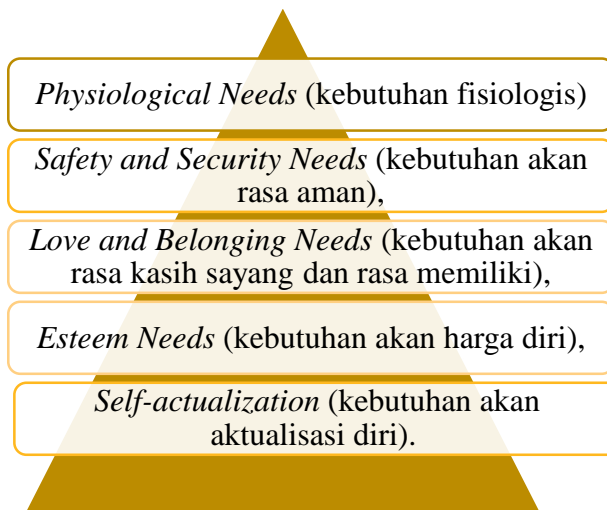 Physiological Needs (kebutuhan fisiologis)
Safety and Security Needs (kebutuhan akan
rasa aman),
Love and Belonging Needs (kebutuhan akan
rasa kasih sayang dan rasa memiliki),
Esteem Needs (kebutuhan akan harga diri),
Self-actualization (kebutuhan akan
aktualisasi diri).